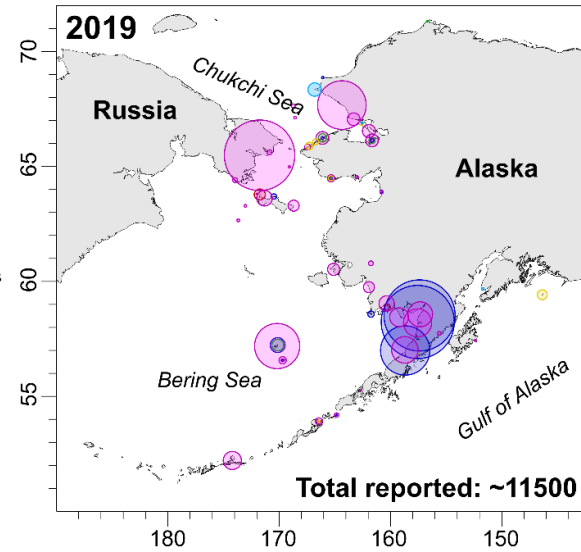 2019
70
Chukchi Sea
Russia
65
Alaska
60
55
Bering Sea
Gulf of Alaska
Total reported: ~11500
180
170
160
150